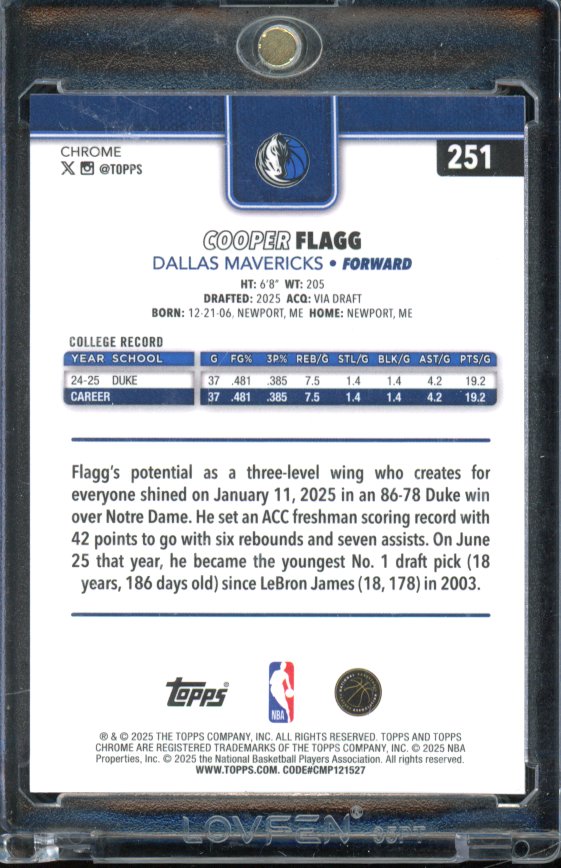 CHROME
251
X @TOPPS
COOPER FLAGG
DALLAS MAVERICKS • FORWARD
HT: 6'8" WT: 205
DRAFTED: 2025 ACQ: VIA DRAFT
BORN: 12-21-06, NEWPORT, ME HOME: NEWPORT, ME
COLLEGE RECORD
YEAR SCHOOL G FG% 3P% REB/G STL/G BLK/G AST/G PTS/G
24-25 DUKE 37 .481 .385 7.5 1.4 1.4 4.2 19.2
CAREER 37 .481 .385 7.5 1.4 1.4 4.2 19.2
Flagg's potential as a three-level wing who creates for
everyone shined on January 11, 2025 in an 86-78 Duke win
over Notre Dame. He set an ACC freshman scoring record with
42 points to go with six rebounds and seven assists. On June
25 that year, he became the youngest No. 1 draft pick (18
years, 186 days old) since LeBron James (18, 178) in 2003.
Topps®
NBA
® & © 2025 THE TOPPS COMPANY, INC. ALL RIGHTS RESERVED. TOPPS AND TOPPS
CHROME ARE REGISTERED TRADEMARKS OF THE TOPPS COMPANY, INC. © 2025 NBA
Properties, Inc. © 2025 the National Basketball Players Association. All rights reserved.
WWW.TOPPS.COM. CODE#CMP121527
LOVFEN®